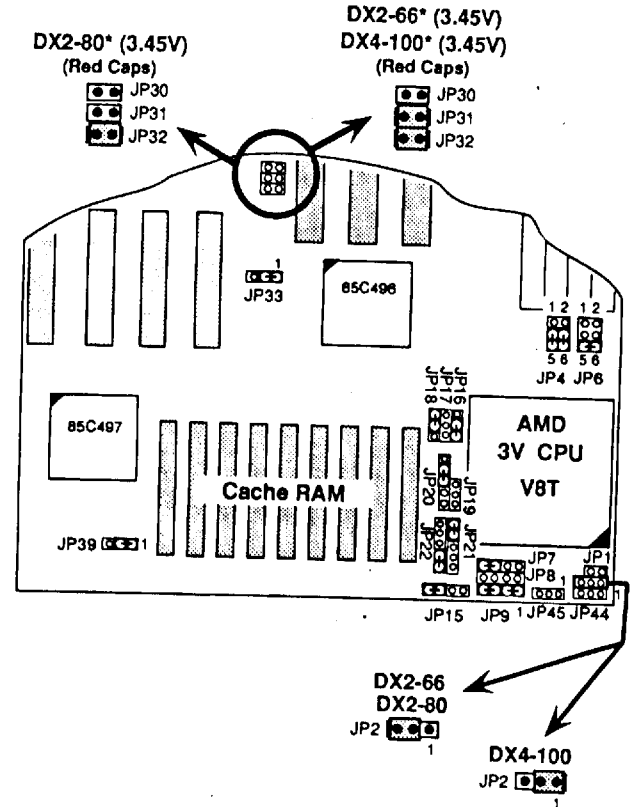 DX2-66* (3.45V)
DX2-80* (3.45V)
DX4-100* (3.45V)
(Red Caps)
(Red Caps)
JP30
JP31
JP32
JP30
JP31
JP32
1
JP33
85C496
1 2
1 2
5 6
5 6
JP4
JP6
JP18
JP17
JP16
85C497
AMD
3V CPU
V8T
Cache RAM
JP20
JP19
JP22
JP21
JP39
1
JP7
JP8
JP1
1
1
JP15
JP9
1
JP45
JP44
DX2-66
DX2-80
JP2
1
DX4-100
JP2
1